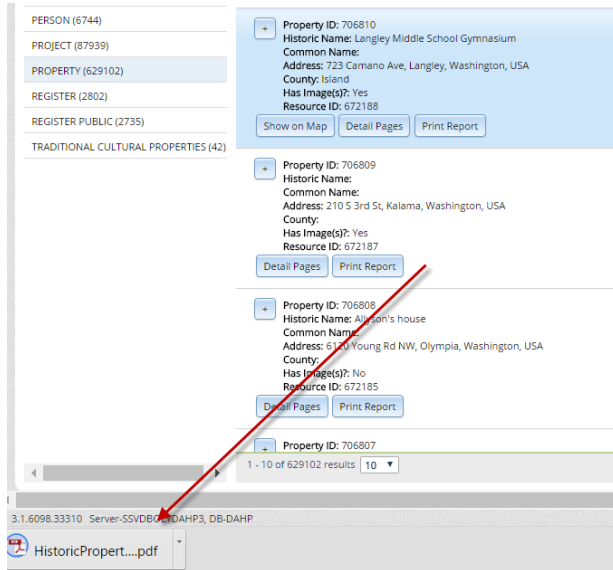 PERSON (6744)
PROJECT (87939)
PROPERTY (629102)
REGISTER (2802)
REGISTER PUBLIC (2735)
TRADITIONAL CULTURAL PROPERTIES (42)
+
Property ID: 706810
Historic Name: Langley Middle School Gymnasium
Common Name:
Address: 723 Camano Ave, Langley, Washington, USA
County: Island
Has Image(s)?: Yes
Resource ID: 672188
Show on Map Detail Pages Print Report
+
Property ID: 706809
Historic Name:
Common Name:
Address: 210 S 3rd St, Kalama, Washington, USA
County:
Has Image(s)?: Yes
Resource ID: 672187
Detail Pages Print Report
+
Property ID: 706808
Historic Name: Allyson's house
Common Name:
Address: 6120 Young Rd NW, Olympia, Washington, USA
County:
Has Image(s)?: No
Resource ID: 672185
Detail Pages Print Report
+
Property ID: 706807
1 - 10 of 629102 results 10
3.1.6098.33310 DB-DAHP
HistoricPropert....pdf